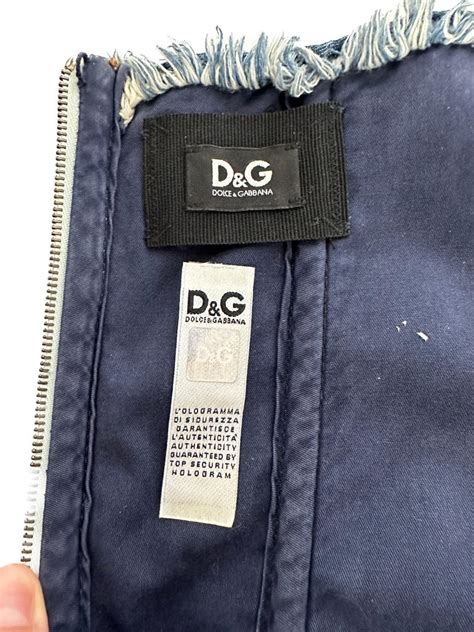 D&G
DOLCE & GABBANA
D&G
DOLCE & GABBANA
D&G
L'OLOGRAMMA
DI SICUREZZA
GARANTISCE
L'AUTENTICITÀ
AUTHENTICITY
GUARANTEED BY
TOP SECURITY
HOLOGRAM